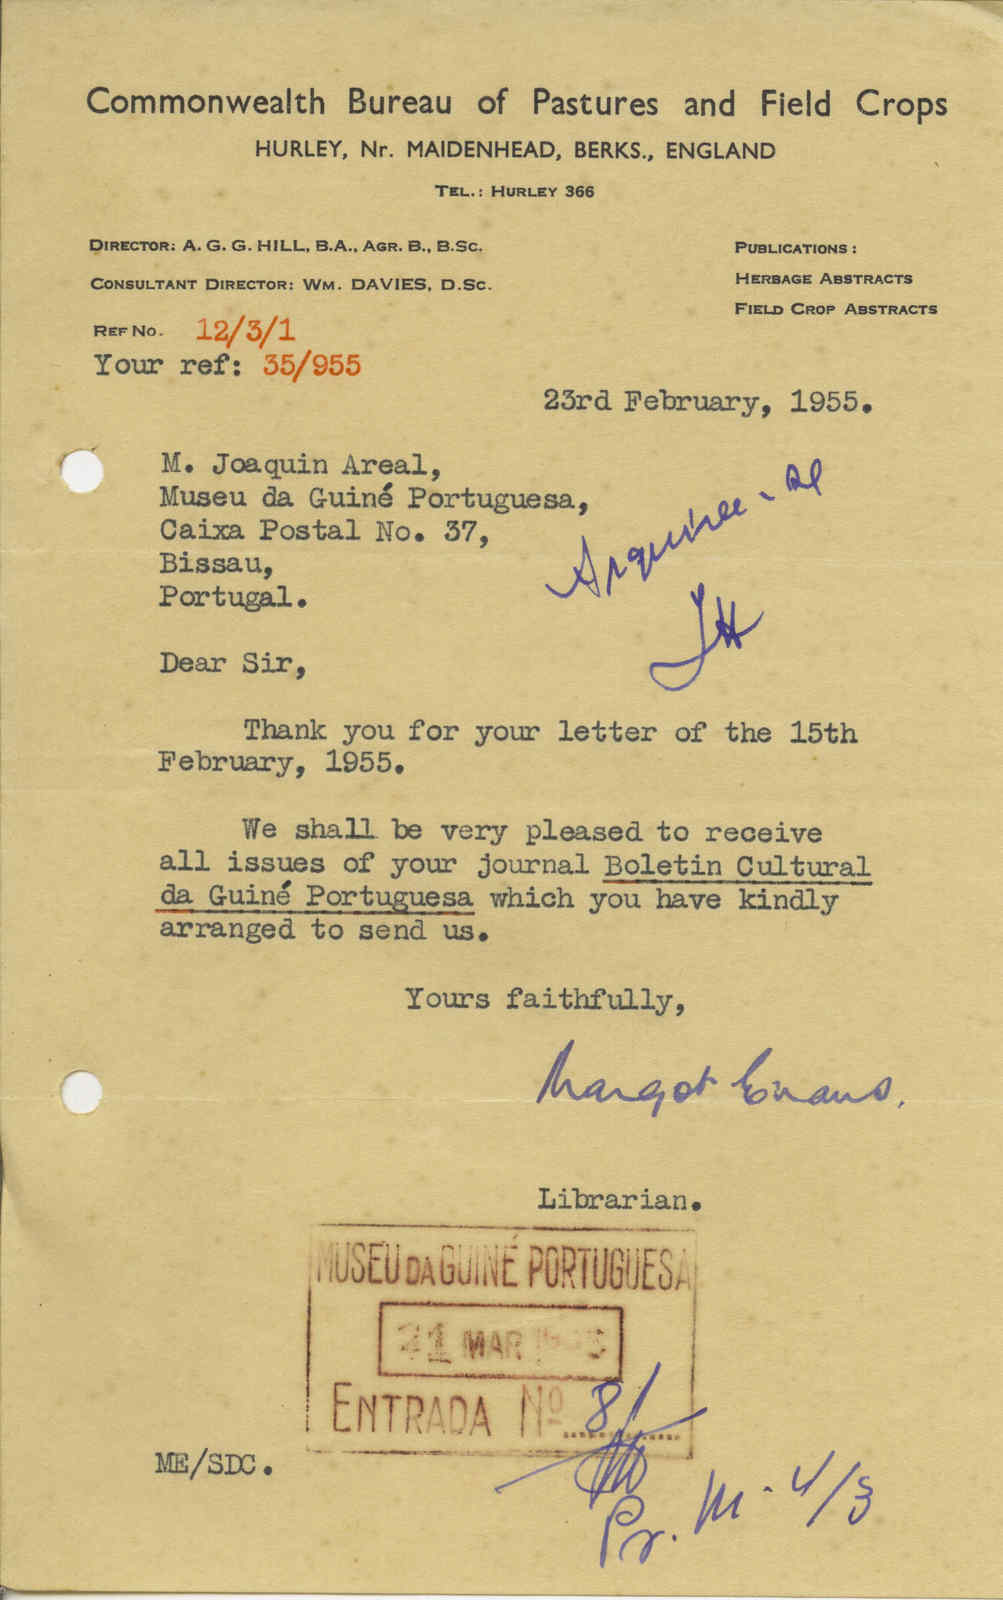 Commonwealth Bureau of Pastures and Field Crops
HURLEY, Nr. MAIDENHEAD, BERKS., ENGLAND
TEL.: HURLEY 366
DIRECTOR: A. G. G. HILL, B.A., AGR. B., B.SC.
CONSULTANT DIRECTOR: WM. DAVIES, D.SC.
PUBLICATIONS:
HERBAGE ABSTRACTS
FIELD CROP ABSTRACTS
REF NO. 12/3/1
Your ref: 35/955
23rd February, 1955.
M. Joaquin Areal,
Museu da Guiné Portuguesa,
Caixa Postal No. 37,
Bissau,
Portugal.
Arquive-se
Dear Sir,
Thank you for your letter of the 15th
February, 1955.
We shall be very pleased to receive
all issues of your journal Boletin Cultural
da Guiné Portuguesa which you have kindly
arranged to send us.
Yours faithfully,
Margot Evans.
Librarian.
MUSEU DA GUINÉ PORTUGUESA
MAR
ENTRADA Nº
ME/SDC.
Pr. M. 4/3